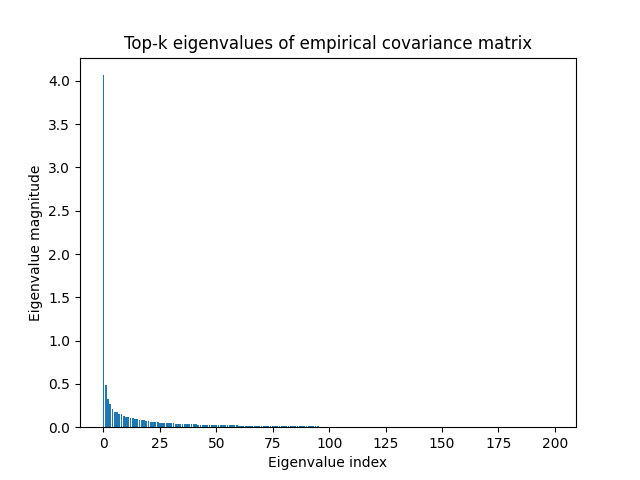 Top-k eigenvalues of empirical covariance matrix
4.0
3.5
3.0
2.5
2.0
1.5
1.0
0.5
0.0
Eigenvalue magnitude
0 25 50 75 100 125 150 175 200
Eigenvalue index